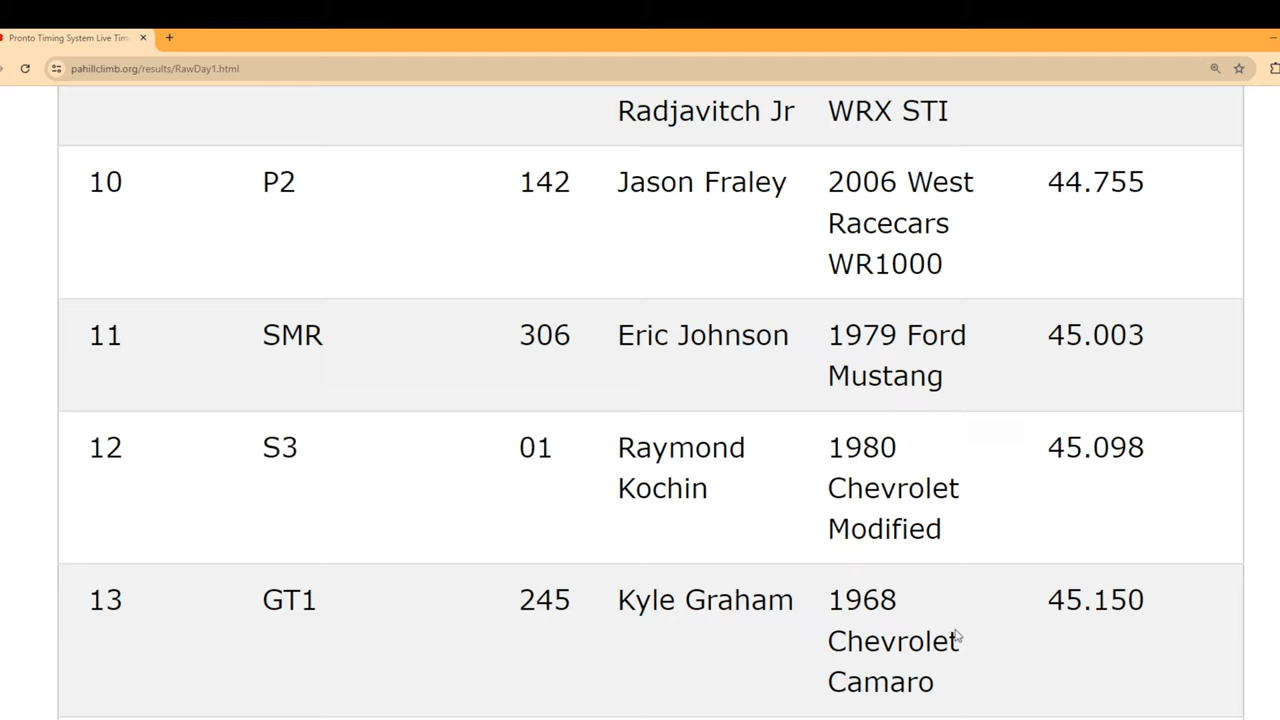 Pronto Timing System Live Tim
pahillclimb.org/results/RawDay1.html
Radjavitch Jr WRX STI
10 P2 142 Jason Fraley 2006 West 44.755
Racecars
WR1000
11 SMR 306 Eric Johnson 1979 Ford 45.003
Mustang
12 S3 01 Raymond 1980 45.098
Kochin Chevrolet
Modified
13 GT1 245 Kyle Graham 1968 45.150
Chevrolet
Camaro